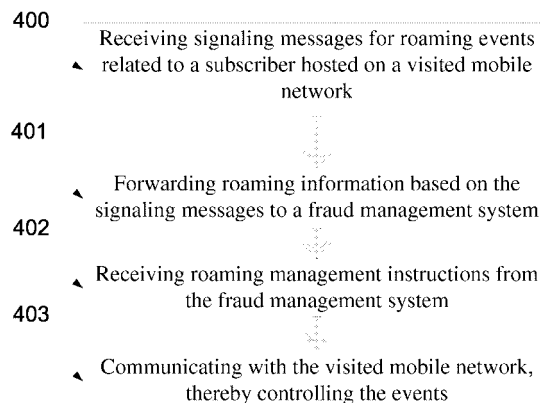 400
Receiving signaling messages for roaming events
related to a subscriber hosted on a visited mobile
network
401
Forwarding roaming information based on the
signaling messages to a fraud management system
402
Receiving roaming management instructions from
the fraud management system
403
Communicating with the visited mobile network,
thereby controlling the events